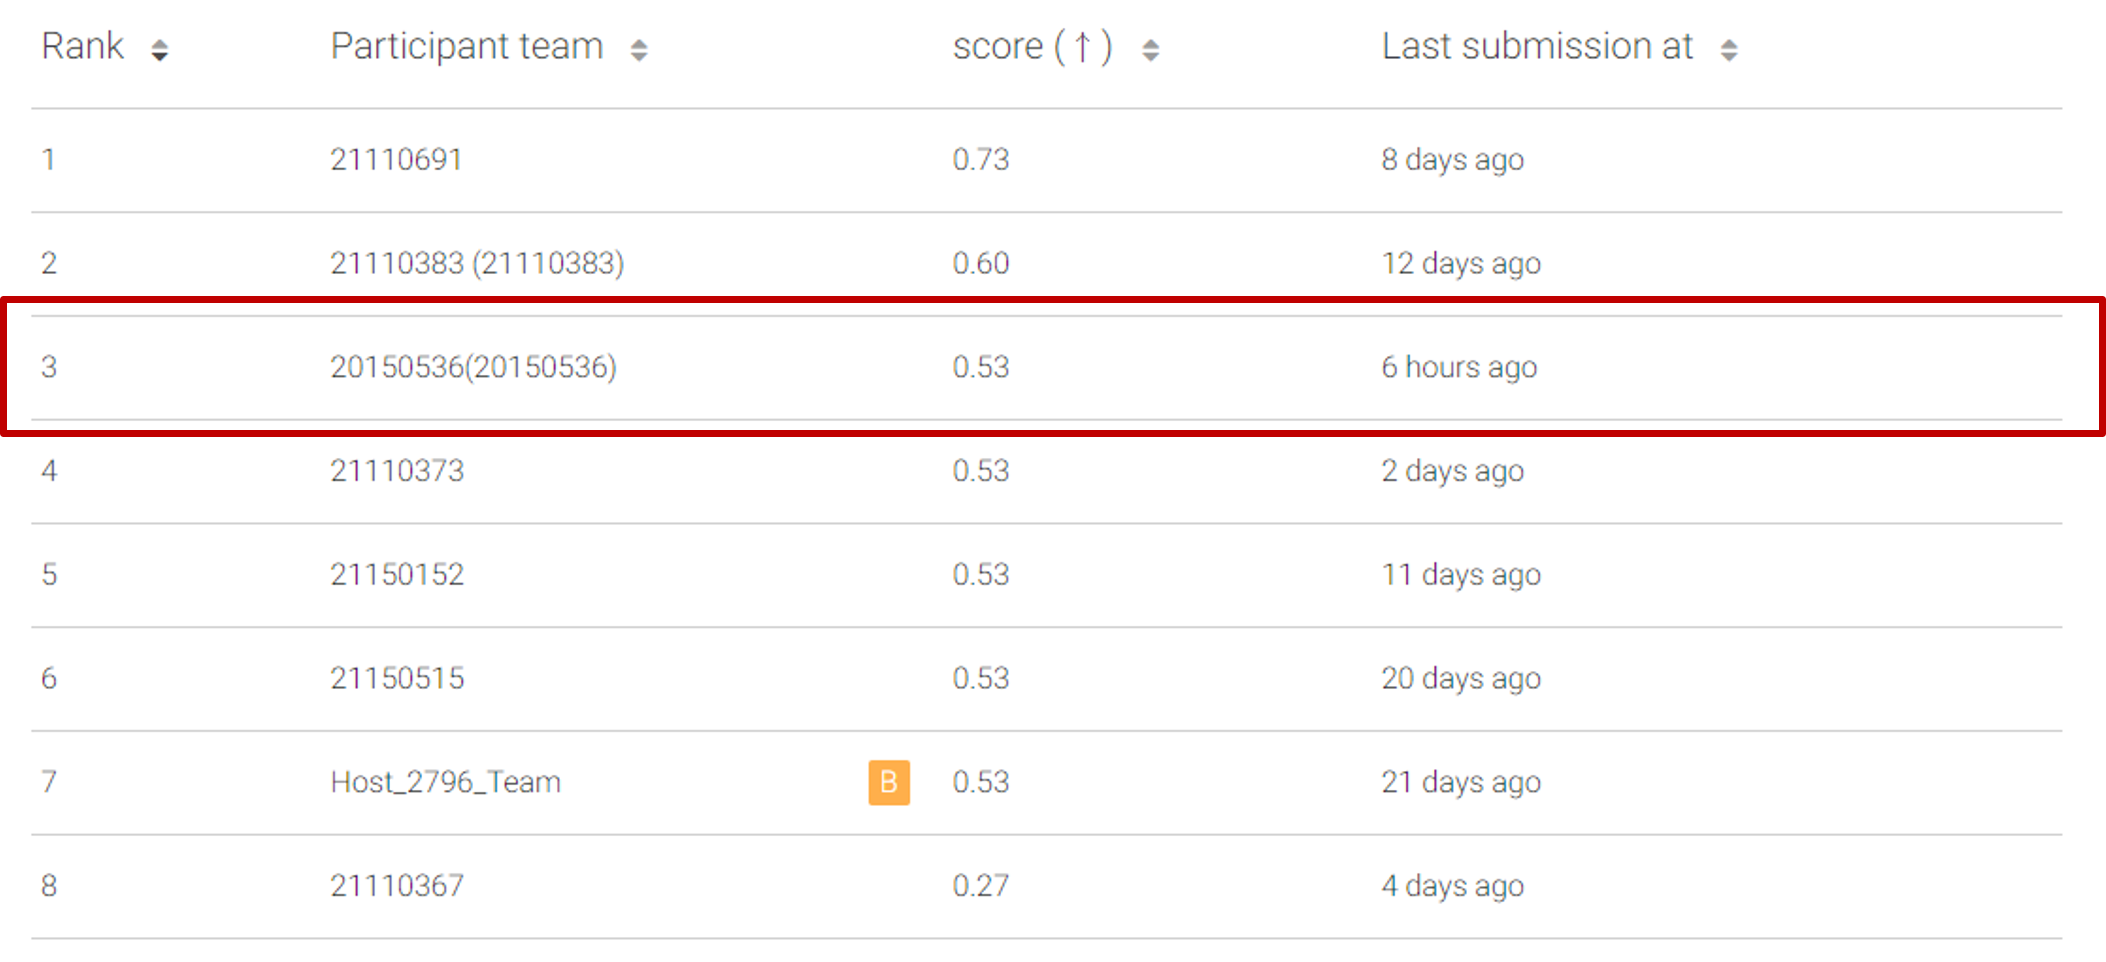 Rank Participant team score (↑) Last submission at
1 21110691 0.73 8 days ago
2 21110383 (21110383) 0.60 12 days ago
3 20150536(20150536) 0.53 6 hours ago
4 21110373 0.53 2 days ago
5 21150152 0.53 11 days ago
6 21150515 0.53 20 days ago
7 Host_2796_Team B 0.53 21 days ago
8 21110367 0.27 4 days ago